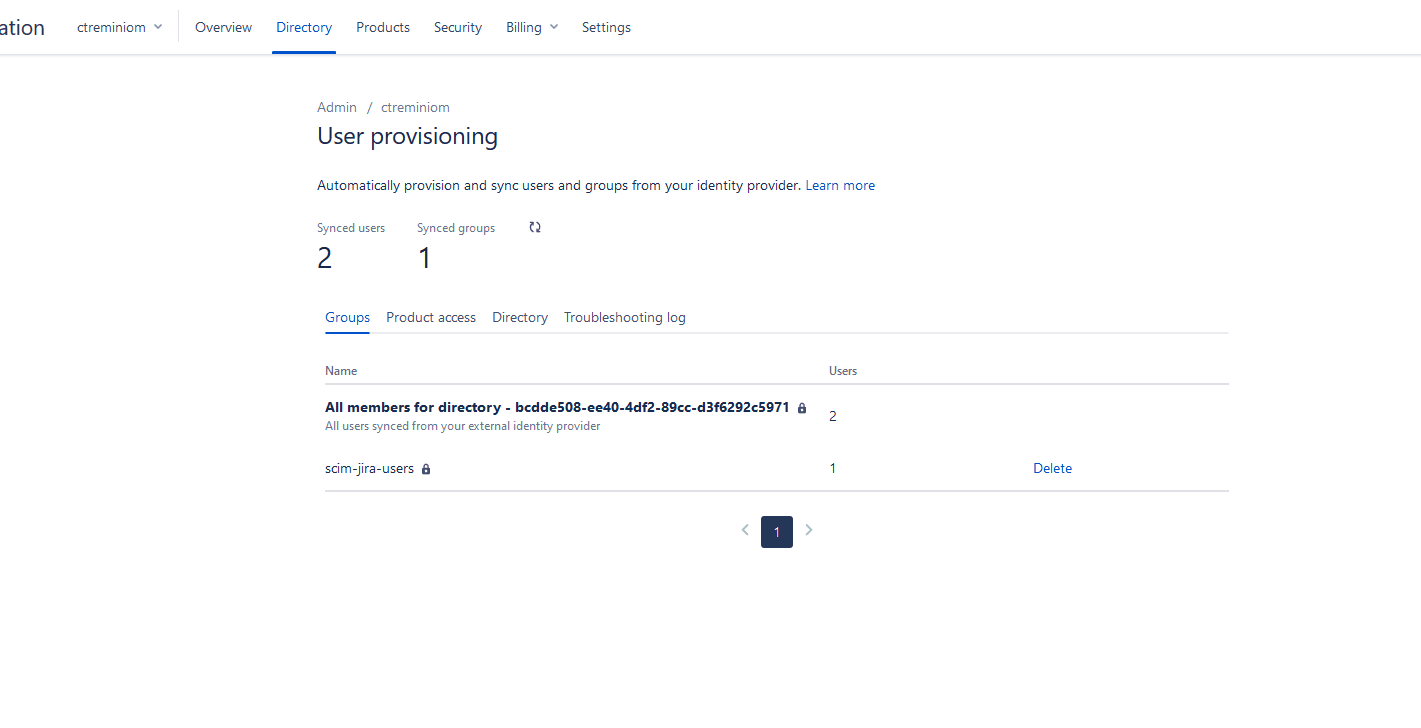 ation ctreminiom Overview Directory Products Security Billing Settings
Admin / ctreminiom
User provisioning
Automatically provision and sync users and groups from your identity provider. Learn more
Synced users Synced groups
2 1
Groups Product access Directory Troubleshooting log
Name Users
All members for directory - bcdde508-ee40-4df2-89cc-d3f6292c5971 2
All users synced from your external identity provider
scim-jira-users 1 Delete
1